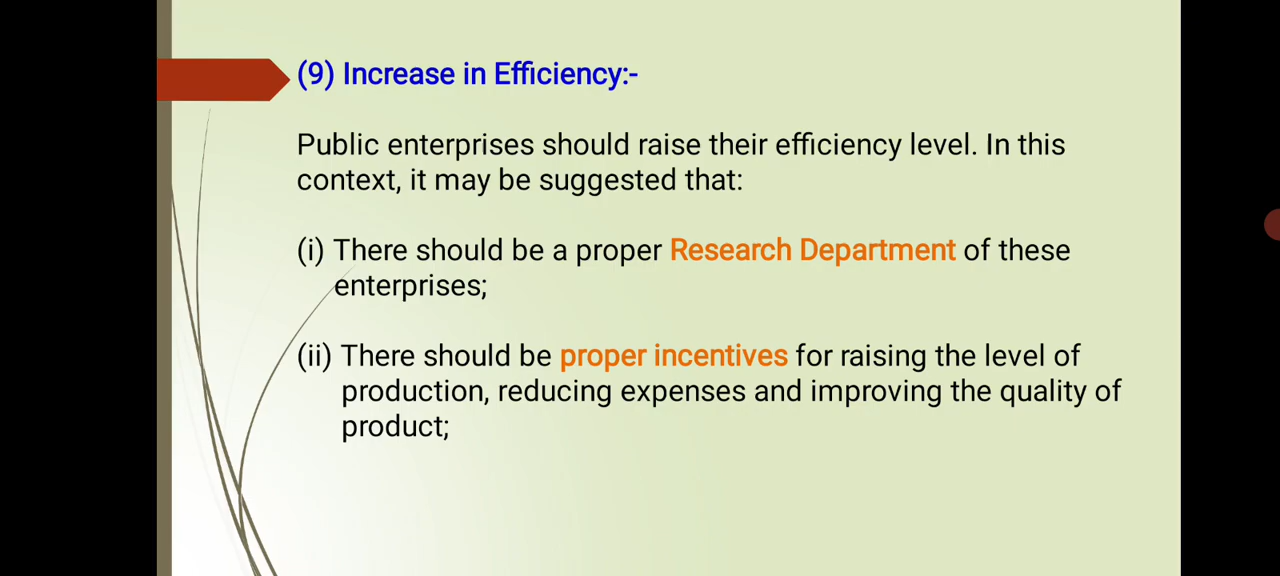 (9) Increase in Efficiency:-
Public enterprises should raise their efficiency level. In this
context, it may be suggested that:
(i) There should be a proper Research Department of these
enterprises;
(ii) There should be proper incentives for raising the level of
production, reducing expenses and improving the quality of
product;